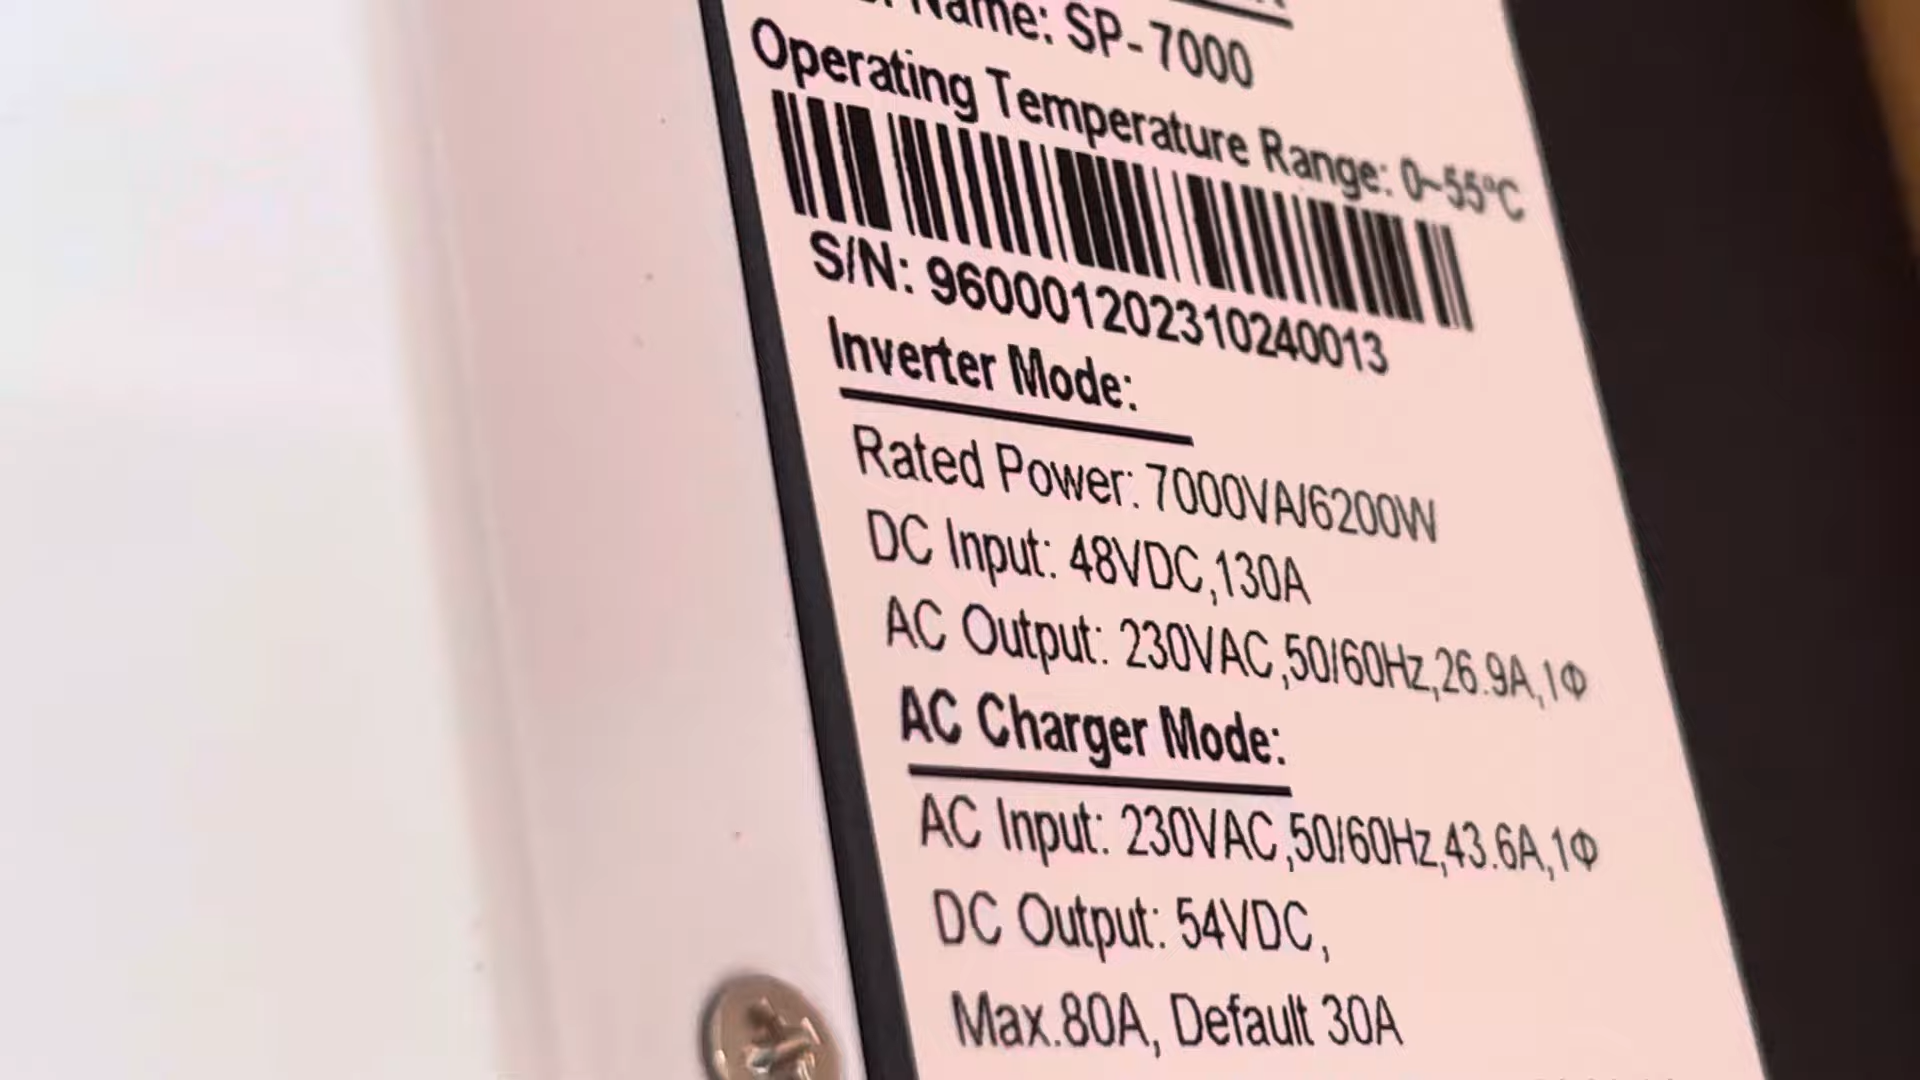 Name: SP-7000
Operating Temperature Range: 0~55°C
S/N: 960001202310240013
Inverter Mode:
Rated Power: 7000VA/6200W
DC Input: 48VDC,130A
AC Output: 230VAC,50/60Hz,26.9A,1Φ
AC Charger Mode:
AC Input: 230VAC,50/60Hz,43.6A,1Φ
DC Output: 54VDC,
Max.80A, Default 30A